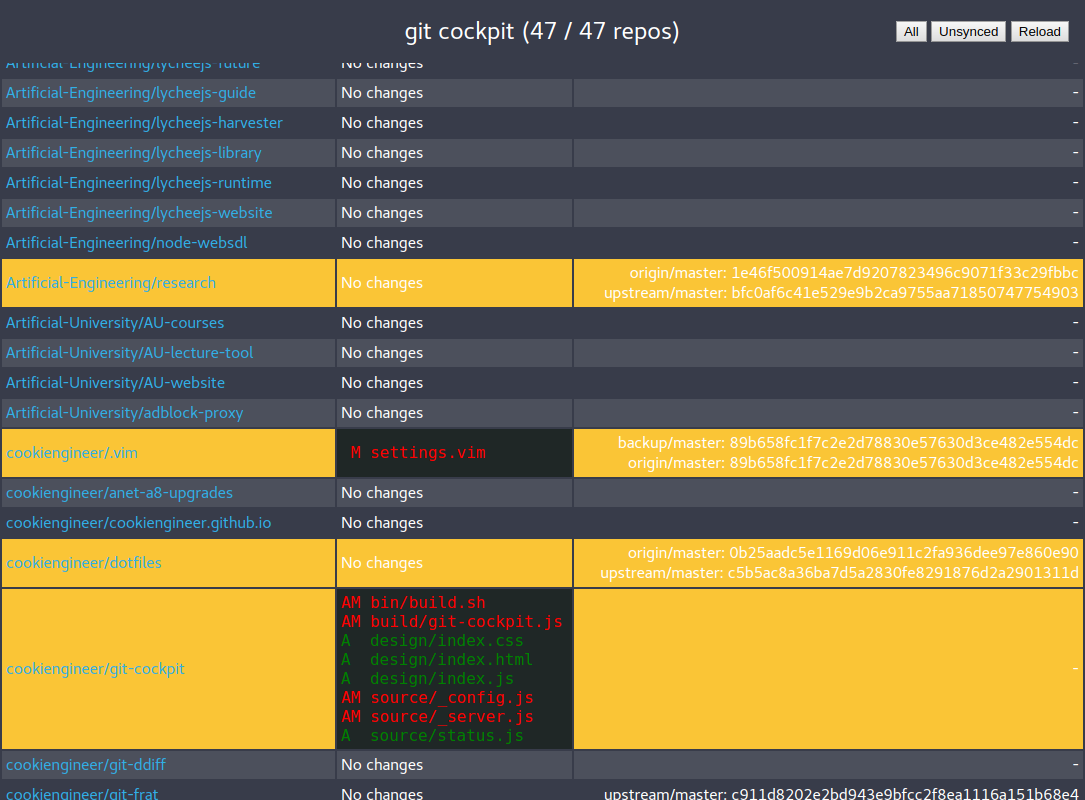 git cockpit (47 / 47 repos)
All Unsynced Reload
Artificial-Engineering/lycheejs-future No changes -
Artificial-Engineering/lycheejs-guide No changes -
Artificial-Engineering/lycheejs-harvester No changes -
Artificial-Engineering/lycheejs-library No changes -
Artificial-Engineering/lycheejs-runtime No changes -
Artificial-Engineering/lycheejs-website No changes -
Artificial-Engineering/node-websdl No changes -
Artificial-Engineering/research No changes
origin/master: 1e46f500914ae7d9207823496c9071f33c29fbbc
upstream/master: bfc0af6c41e529e9b2ca9755aa71850747754903
Artificial-University/AU-courses No changes -
Artificial-University/AU-lecture-tool No changes -
Artificial-University/AU-website No changes -
Artificial-University/adblock-proxy No changes -
cookiengineer/.vim M settings.vim
backup/master: 89b658fc1f7c2e2d78830e57630d3ce482e554dc
origin/master: 89b658fc1f7c2e2d78830e57630d3ce482e554dc
cookiengineer/anet-a8-upgrades No changes -
cookiengineer/cookiengineer.github.io No changes -
cookiengineer/dotfiles No changes
origin/master: 0b25aadc5e1169d06e911c2fa936dee97e860e90
upstream/master: c5b5ac8a36ba7d5a2830fe8291876d2a2901311d
cookiengineer/git-cockpit
AM bin/build.sh
AM build/git-cockpit.js
A design/index.css
A design/index.html
A design/index.js
AM source/_config.js
AM source/_server.js
A source/status.js
-
cookiengineer/git-ddiff No changes -
cookiengineer/git-frat No changes upstream/master: c911d8202e2bd943e9bfcc2f8ea1116a151b68e4